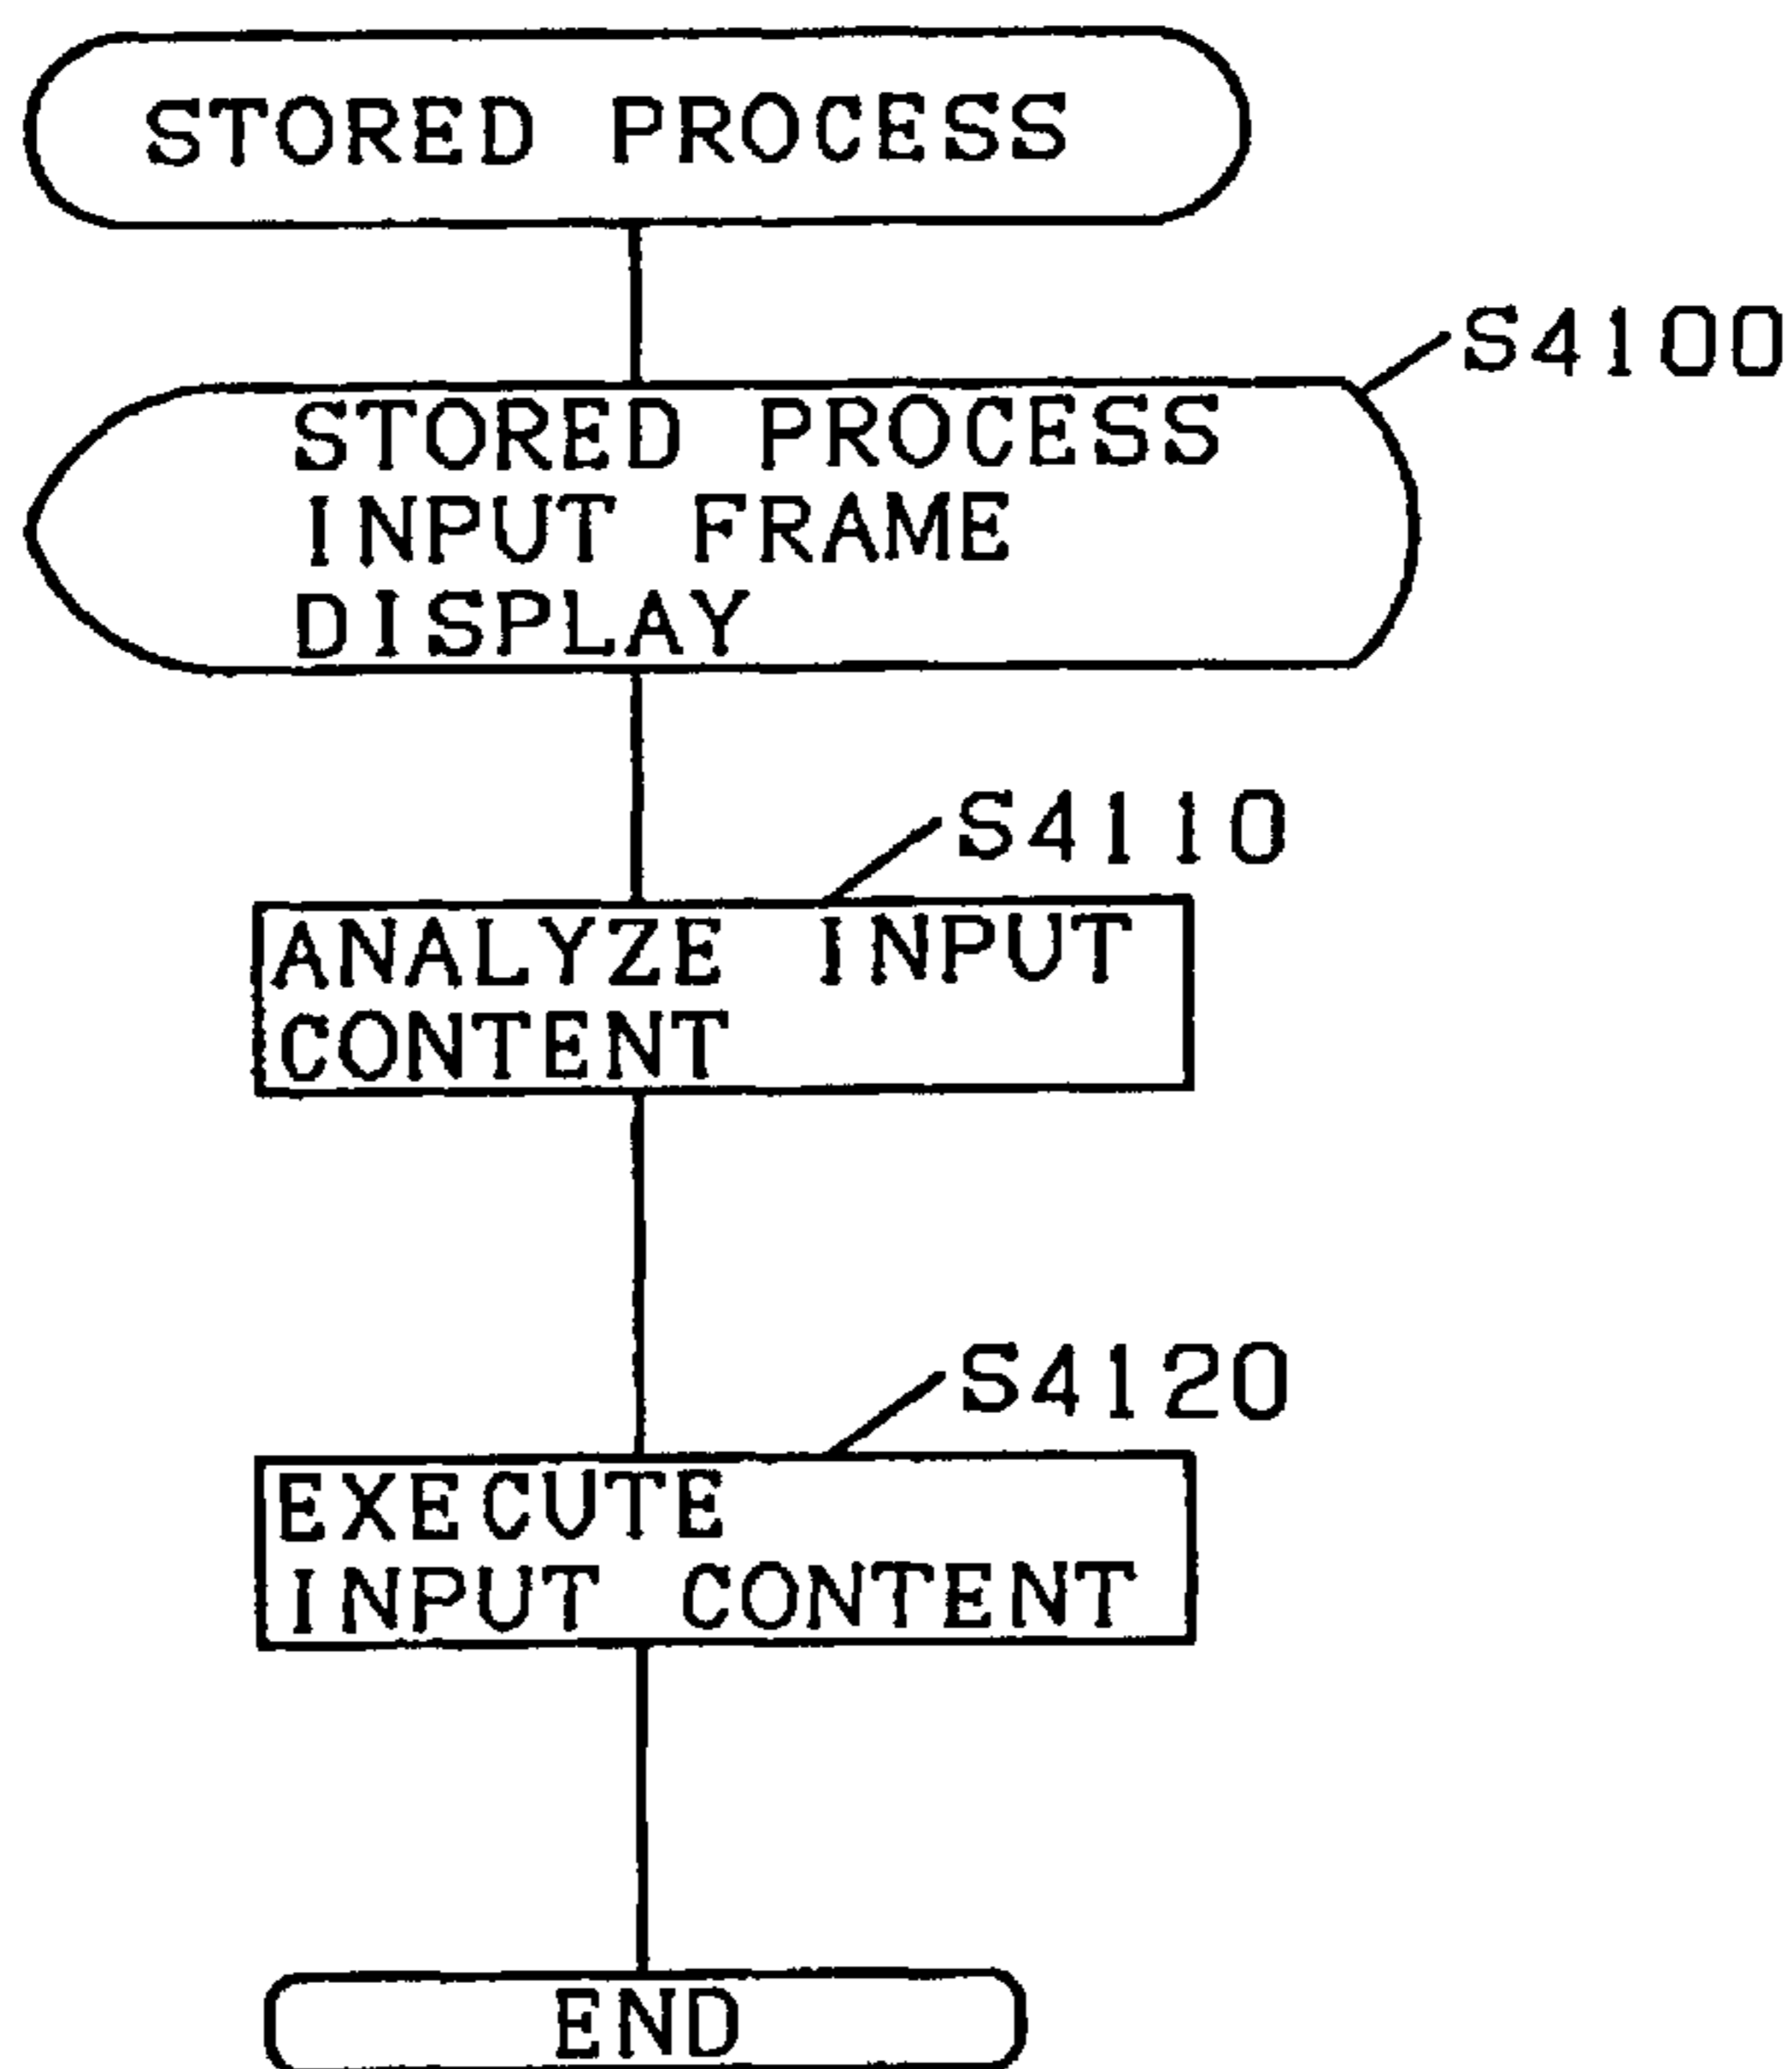 STORED PROCESS
S4100
STORED PROCESS
INPUT FRAME
DISPLAY
S4110
ANALYZE INPUT
CONTENT
S4120
EXECUTE
INPUT CONTENT
END